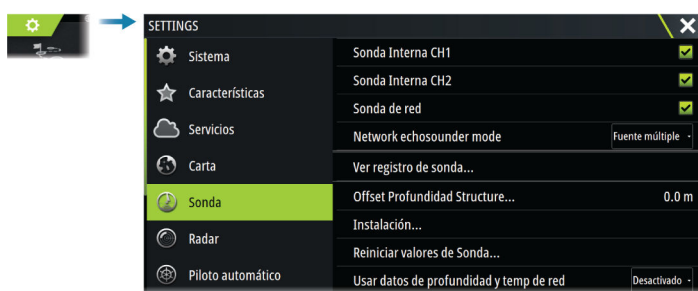 SETTINGS
Sistema
Características
Servicios
Carta
Sonda
Radar
Piloto automático
Sonda Interna CH1
Sonda Interna CH2
Sonda de red
Network echosounder mode Fuente múltiple
Ver registro de sonda...
Offset Profundidad Structure... 0.0 m
Instalación...
Reiniciar valores de Sonda...
Usar datos de profundidad y temp de red Desactivado